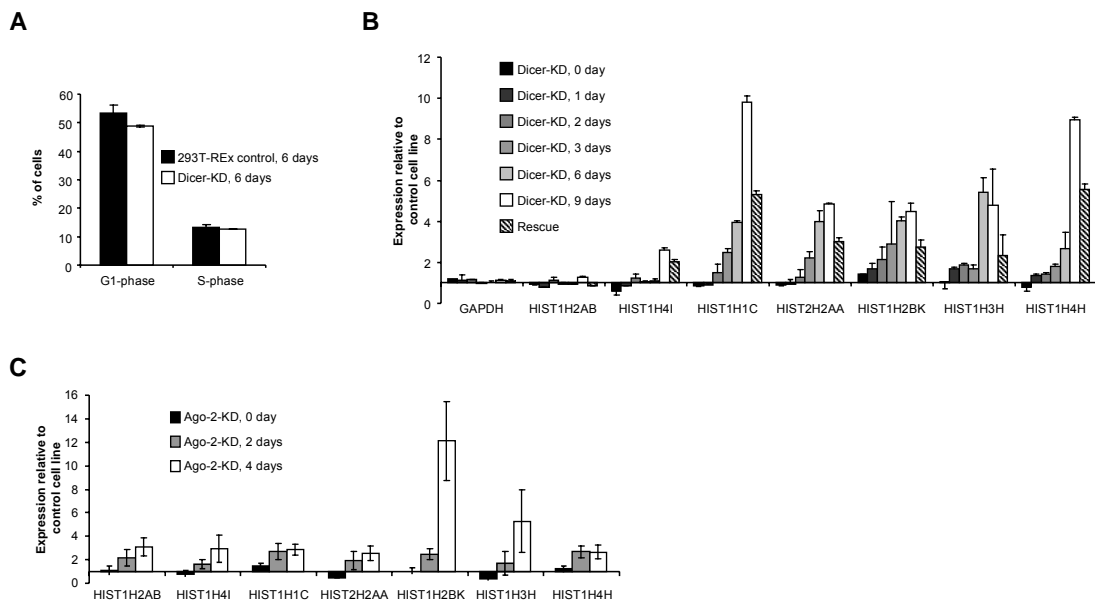 A
% of cells
60
50
40
30
20
10
0
G1-phase
S-phase
293T-REx control, 6 days
Dicer-KD, 6 days
B
Expression relative to
control cell line
12
10
8
6
4
2
0
Dicer-KD, 0 day
Dicer-KD, 1 day
Dicer-KD, 2 days
Dicer-KD, 3 days
Dicer-KD, 6 days
Dicer-KD, 9 days
Rescue
GAPDH HIST1H2AB HIST1H4I HIST1H1C HIST2H2AA HIST1H2BK HIST1H3H HIST1H4H
C
Expression relative to
control cell line
16
14
12
10
8
6
4
2
0
Ago-2-KD, 0 day
Ago-2-KD, 2 days
Ago-2-KD, 4 days
HIST1H2AB HIST1H4I HIST1H1C HIST2H2AA HIST1H2BK HIST1H3H HIST1H4H